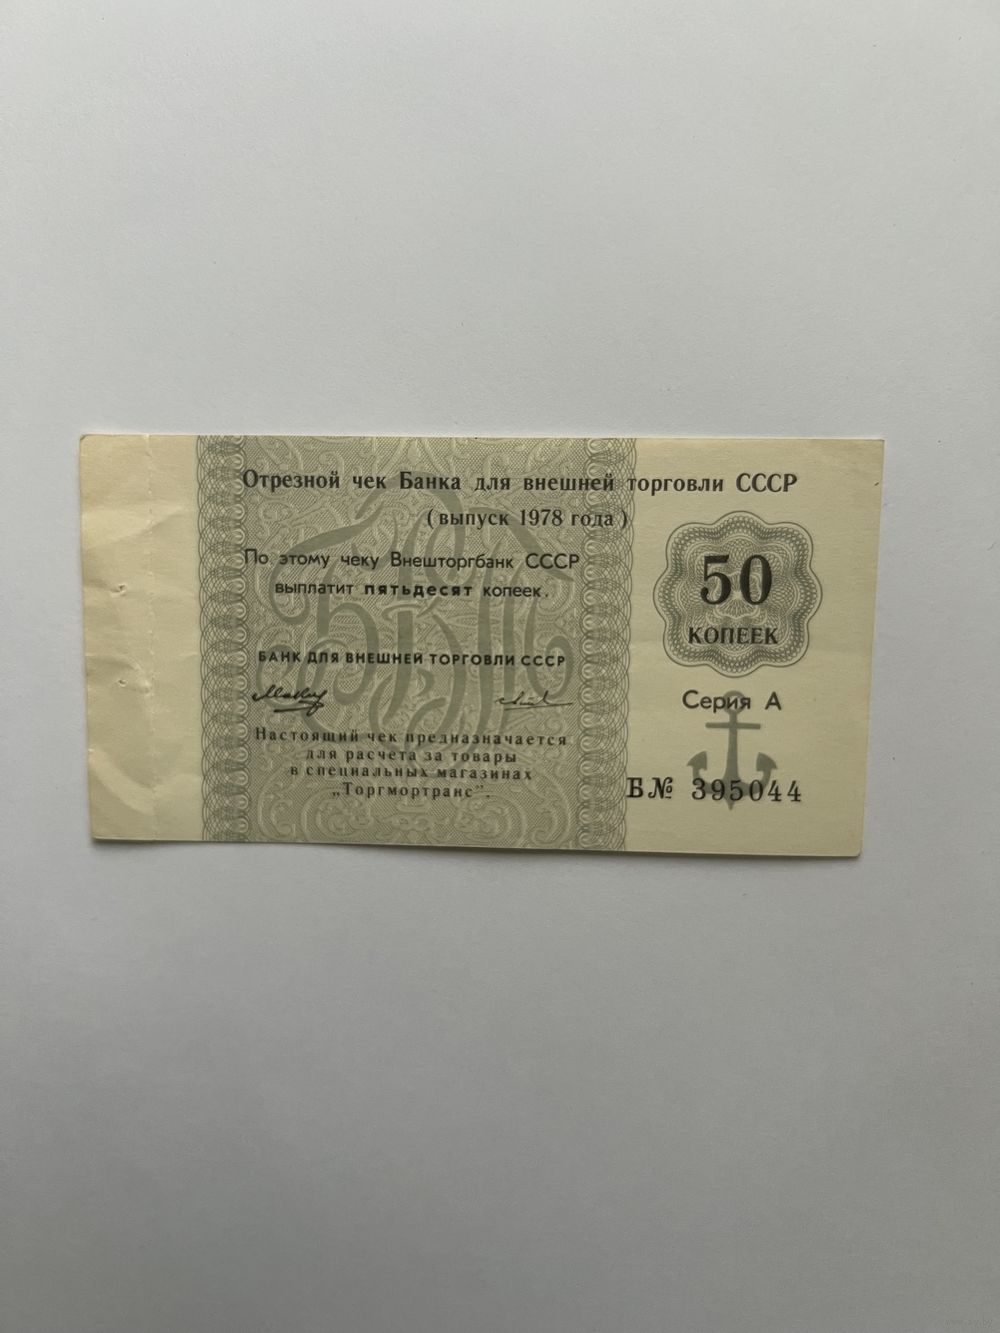 Отрезной чек Банка для внешней торговли СССР
(выпуск 1978 года)
По этому чеку Внешторгбанк СССР
выплатит пятьдесят копеек.
50
КОПЕЕК
БАНК ДЛЯ ВНЕШНЕЙ ТОРГОВЛИ СССР
Серия А
Настоящий чек предназначается
для расчета за товары
в специальных магазинах
„Торгмортранс".
Б№ 395044